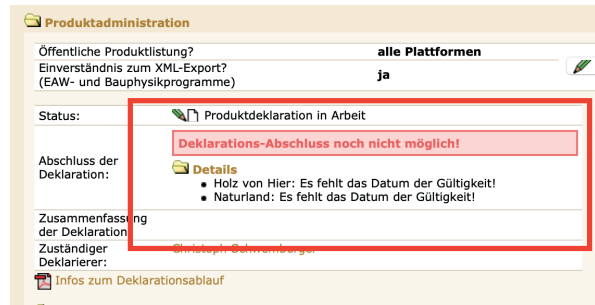 Produktadministration
Öffentliche Produktlistung? alle Plattformen
Einverständnis zum XML-Export?
(EAW- und Bauphysikprogramme) ja
Status: Produktdeklaration in Arbeit
Deklarations-Abschluss noch nicht möglich!
Abschluss der
Deklaration:
Details
Holz von Hier: Es fehlt das Datum der Gültigkeit!
Naturland: Es fehlt das Datum der Gültigkeit!
Zusammenfassung
der Deklaration
Zuständiger
Deklarierer:
Christoph
Infos zum Deklarationsablauf